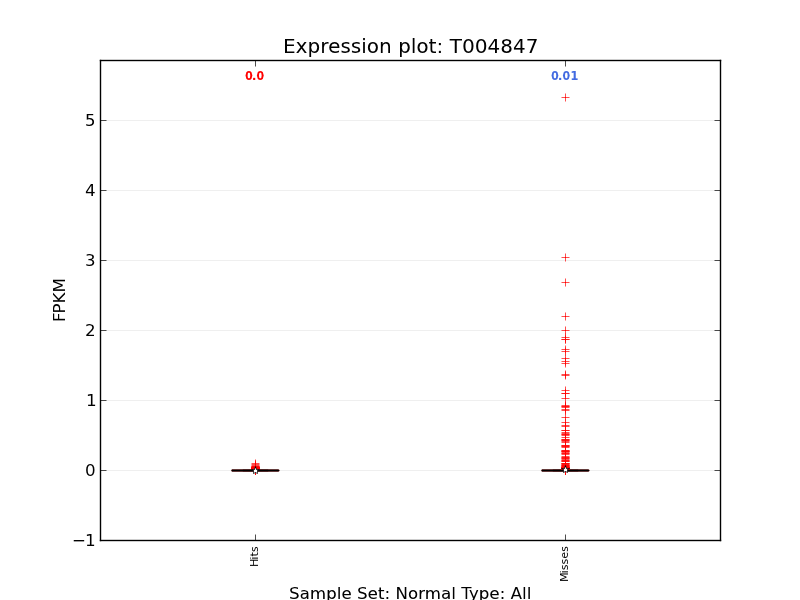 Expression plot: T004847
0.0
0.01
5
4
3
2
1
0
−1
FPKM
Hits
Misses
Sample Set: Normal Type: All